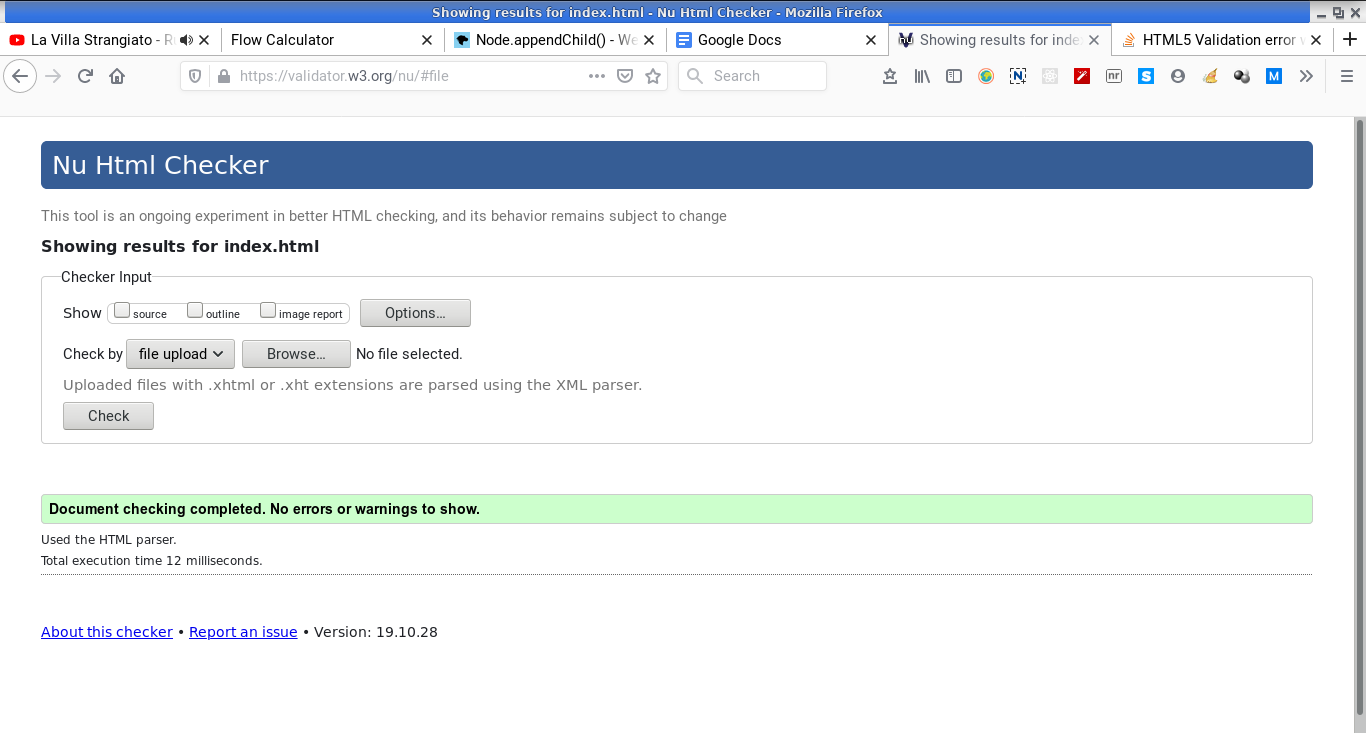 Showing results for index.html - Nu Html Checker - Mozilla Firefox
La Villa Strangiato - R
Flow Calculator
Node.appendChild() - We
Google Docs
Showing results for inde
HTML5 Validation error
https://validator.w3.org/nu/#file
Search
N
nr
S
M
Nu Html Checker
This tool is an ongoing experiment in better HTML checking, and its behavior remains subject to change
Showing results for index.html
Checker Input
Show source outline image report Options...
Check by file upload Browse... No file selected.
Uploaded files with .xhtml or .xht extensions are parsed using the XML parser.
Check
Document checking completed. No errors or warnings to show.
Used the HTML parser.
Total execution time 12 milliseconds.
About this checker • Report an issue • Version: 19.10.28